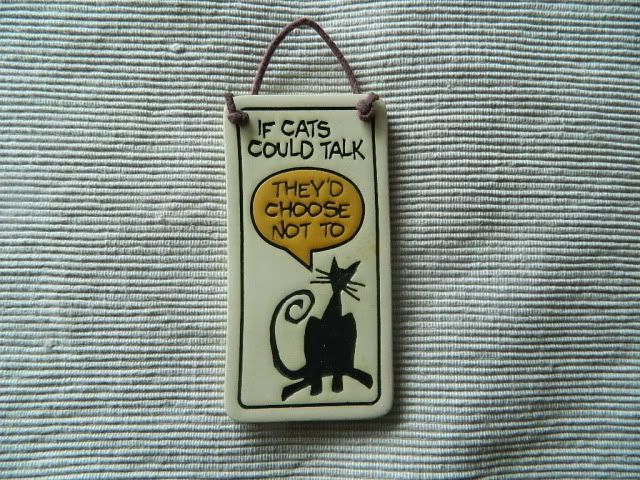 IF CATS
COULD TALK
THEY'D
CHOOSE
NOT TO